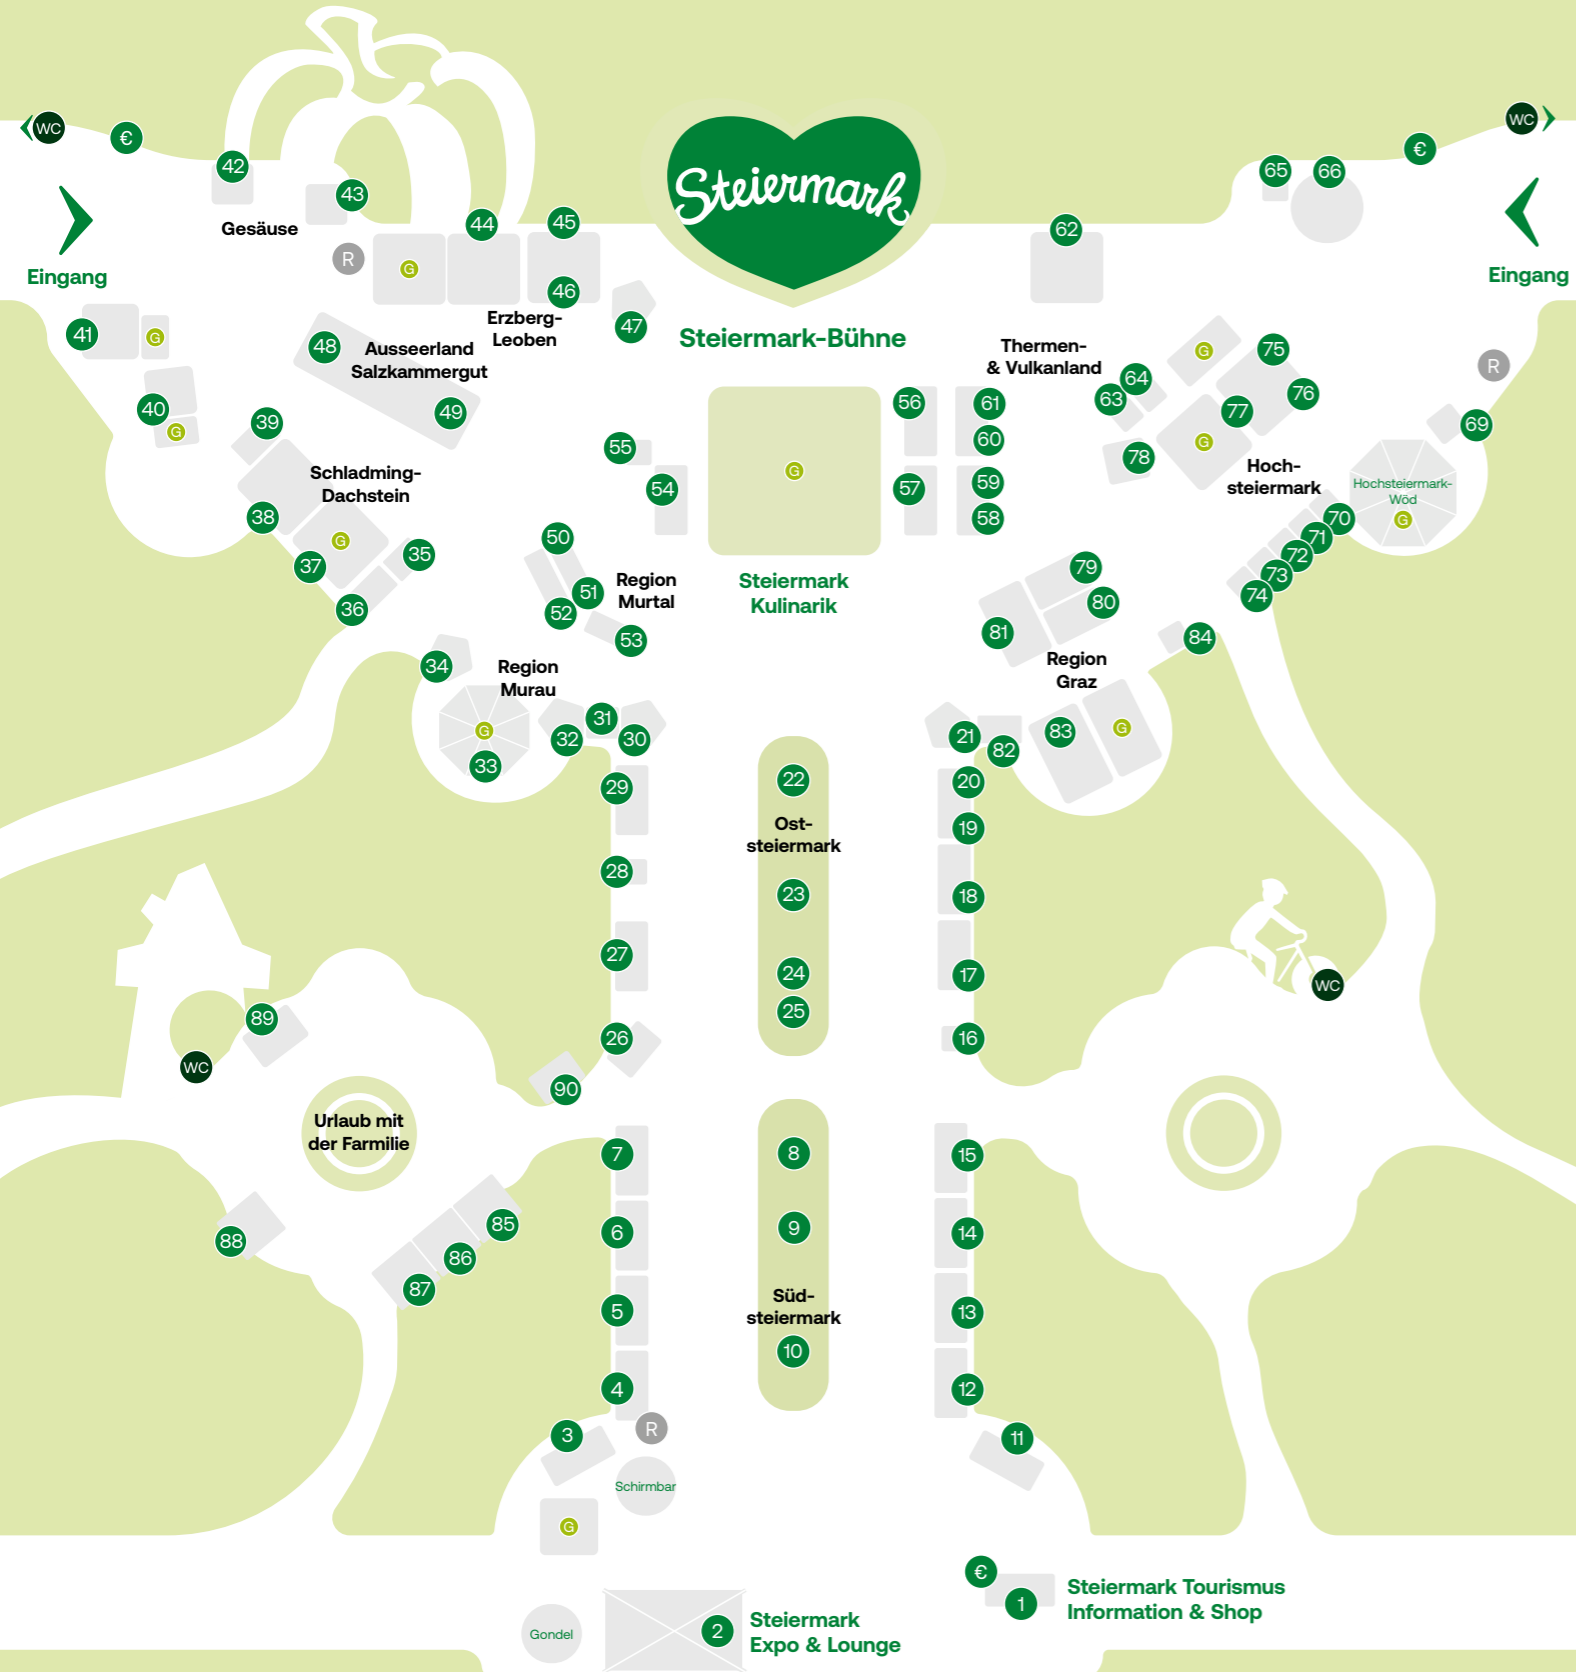 WC
€
42
43
Gesäuse
Eingang
R
G
44
45
46
Erzberg-
Leoben
47
Steiermark
Steiermark-Bühne
62
65
66
€
WC
Eingang
41
G
40
G
48
Ausseerland
Salzkammergut
49
39
Schladming-
Dachstein
38
G
37
35
36
55
54
50
51
52
Region
Murtal
53
G
Steiermark
Kulinarik
56
57
61
60
59
58
Thermen-
& Vulkanland
64
63
78
G
75
76
77
G
Hoch-
steiermark
R
69
Hochsteiermark-
Wöd
G
70
71
72
73
74
79
80
81
84
Region
Graz
21
82
83
G
34
Region
Murau
G
33
32
31
30
29
28
27
26
90
22
Ost-
steiermark
23
24
25
20
19
18
17
16
WC
89
WC
Urlaub mit
der Farmilie
88
87
86
85
7
6
5
4
8
9
Süd-
steiermark
10
15
14
13
12
11
3
R
Schirmbar
G
Gondel
2
Steiermark
Expo & Lounge
€
1
Steiermark Tourismus
Information & Shop